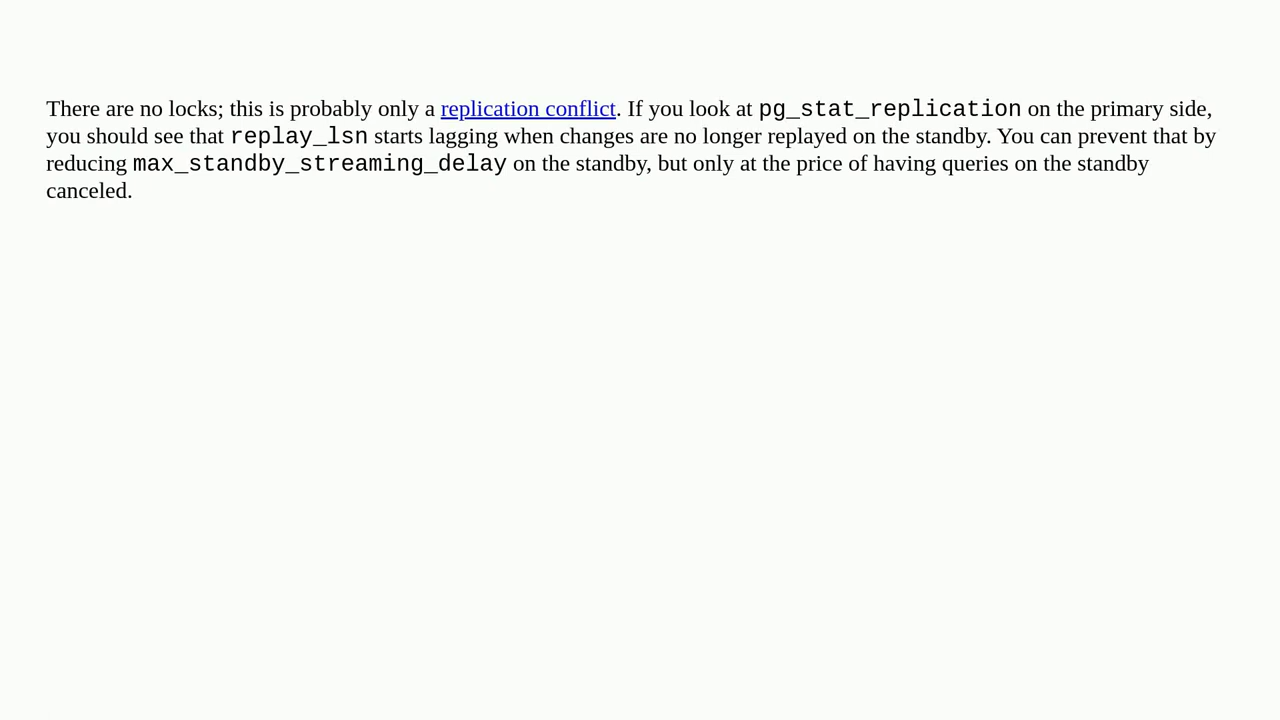 There are no locks; this is probably only a replication conflict. If you look at pg_stat_replication on the primary side,
you should see that replay_lsn starts lagging when changes are no longer replayed on the standby. You can prevent that by
reducing max_standby_streaming_delay on the standby, but only at the price of having queries on the standby
canceled.